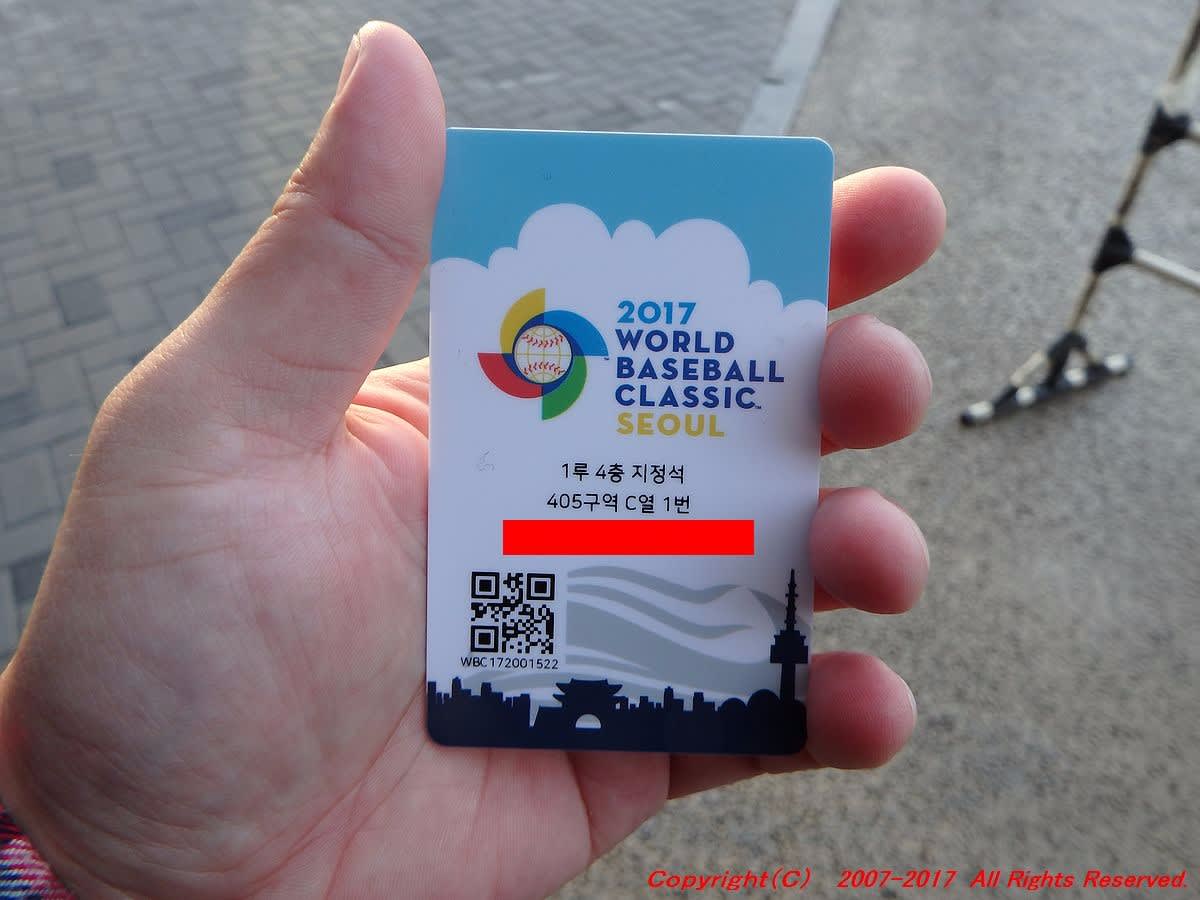 2017
WORLD
BASEBALL
CLASSIC™
SEOUL
1루 4층 지정석
405구역 C열 1번
WBC172001522
Copyright(C) 2007-2017 All Rights Reserved.